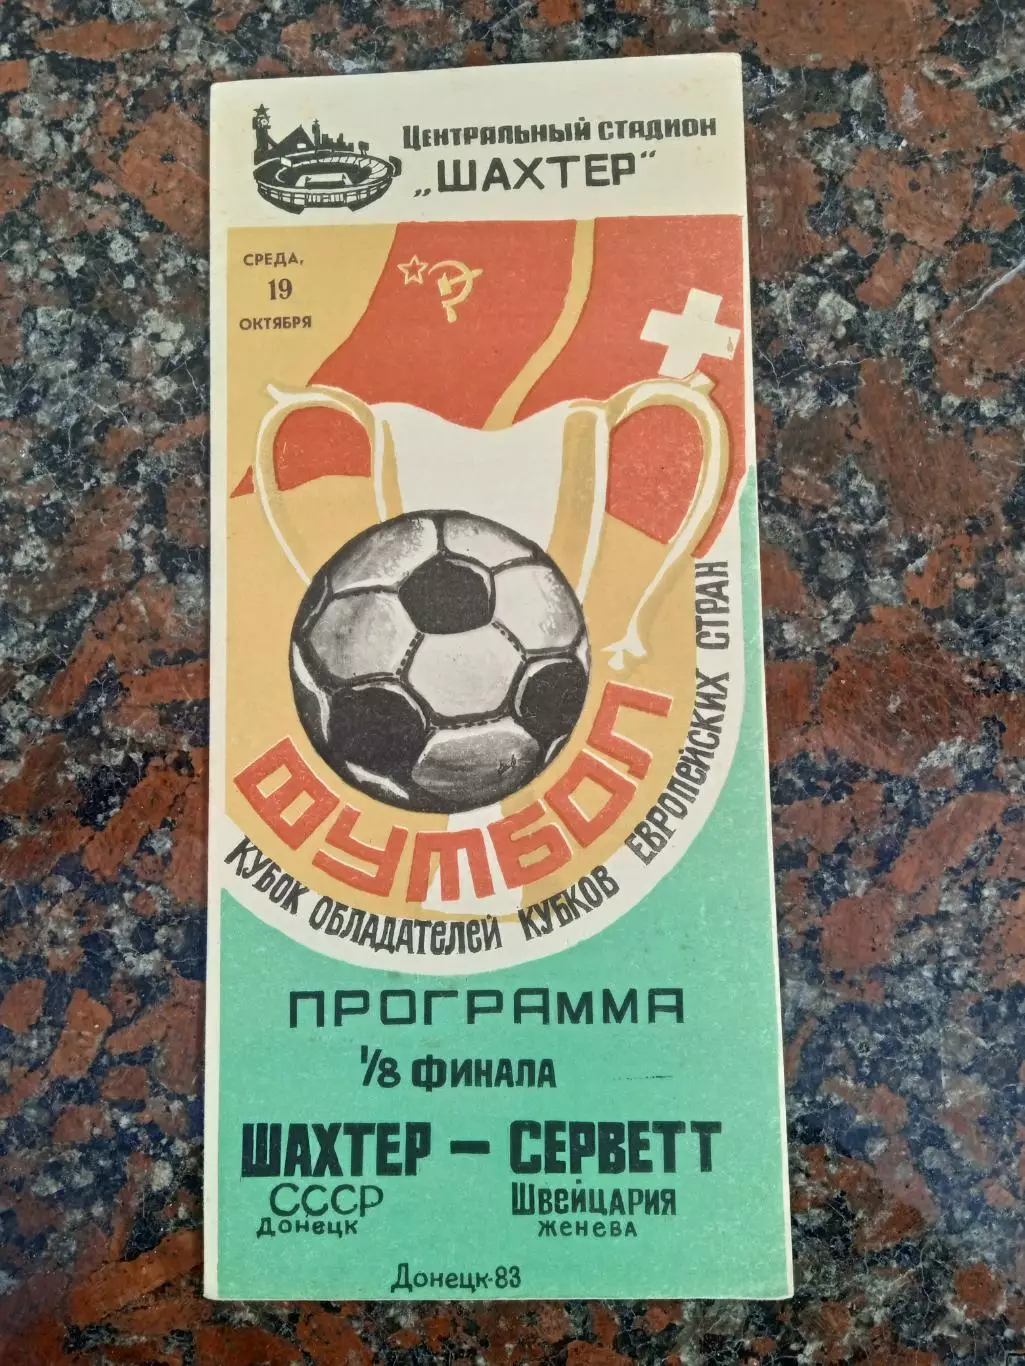 ЦЕНТРАЛЬНЫЙ СТАДИОН
„ШАХТЕР“
СРЕДА,
19
ОКТЯБРЯ
ФУТБОЛ
КУБОК ОБЛАДАТЕЛЕЙ КУБКОВ ЕВРОПЕЙСКИХ СТРАН
ПРОГРАММА
1/8 ФИНАЛА
ШАХТЕР – СЕРВЕТТ
СССР ШВЕЙЦАРИЯ
ДОНЕЦК ЖЕНЕВА
ДОНЕЦК-83